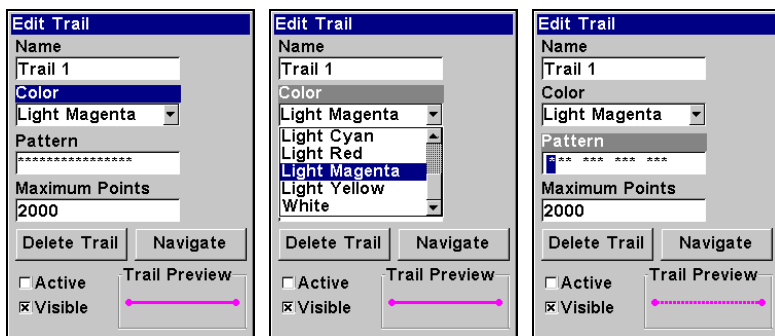 Edit Trail
Name
Trail 1
Color
Light Magenta
Pattern
****************
Maximum Points
2000
Delete Trail Navigate
Active Trail Preview
Visible
Edit Trail
Name
Trail 1
Color
Light Magenta
Light Cyan
Light Red
Light Magenta
Light Yellow
White
Delete Trail Navigate
Active Trail Preview
Visible
Edit Trail
Name
Trail 1
Color
Light Magenta
Pattern
*** *** *** ***
Maximum Points
2000
Delete Trail Navigate
Active Trail Preview
Visible